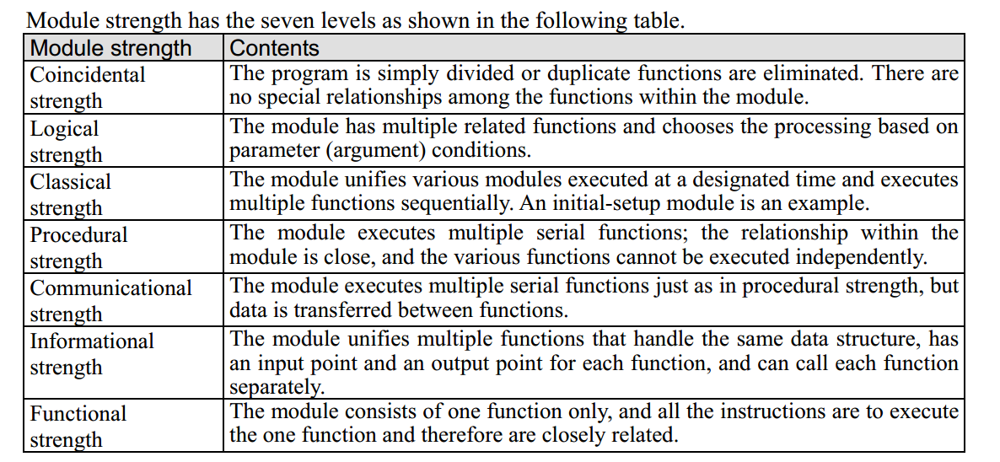 Module strength has the seven levels as shown in the following table.
Module strength Contents
Coincidental
strength
The program is simply divided or duplicate functions are eliminated. There are
no special relationships among the functions within the module.
Logical
strength
The module has multiple related functions and chooses the processing based on
parameter (argument) conditions.
Classical
strength
The module unifies various modules executed at a designated time and executes
multiple functions sequentially. An initial-setup module is an example.
Procedural
strength
The module executes multiple serial functions; the relationship within the
module is close, and the various functions cannot be executed independently.
Communicational
strength
The module executes multiple serial functions just as in procedural strength, but
data is transferred between functions.
Informational
strength
The module unifies multiple functions that handle the same data structure, has
an input point and an output point for each function, and can call each function
separately.
Functional
strength
The module consists of one function only, and all the instructions are to execute
the one function and therefore are closely related.